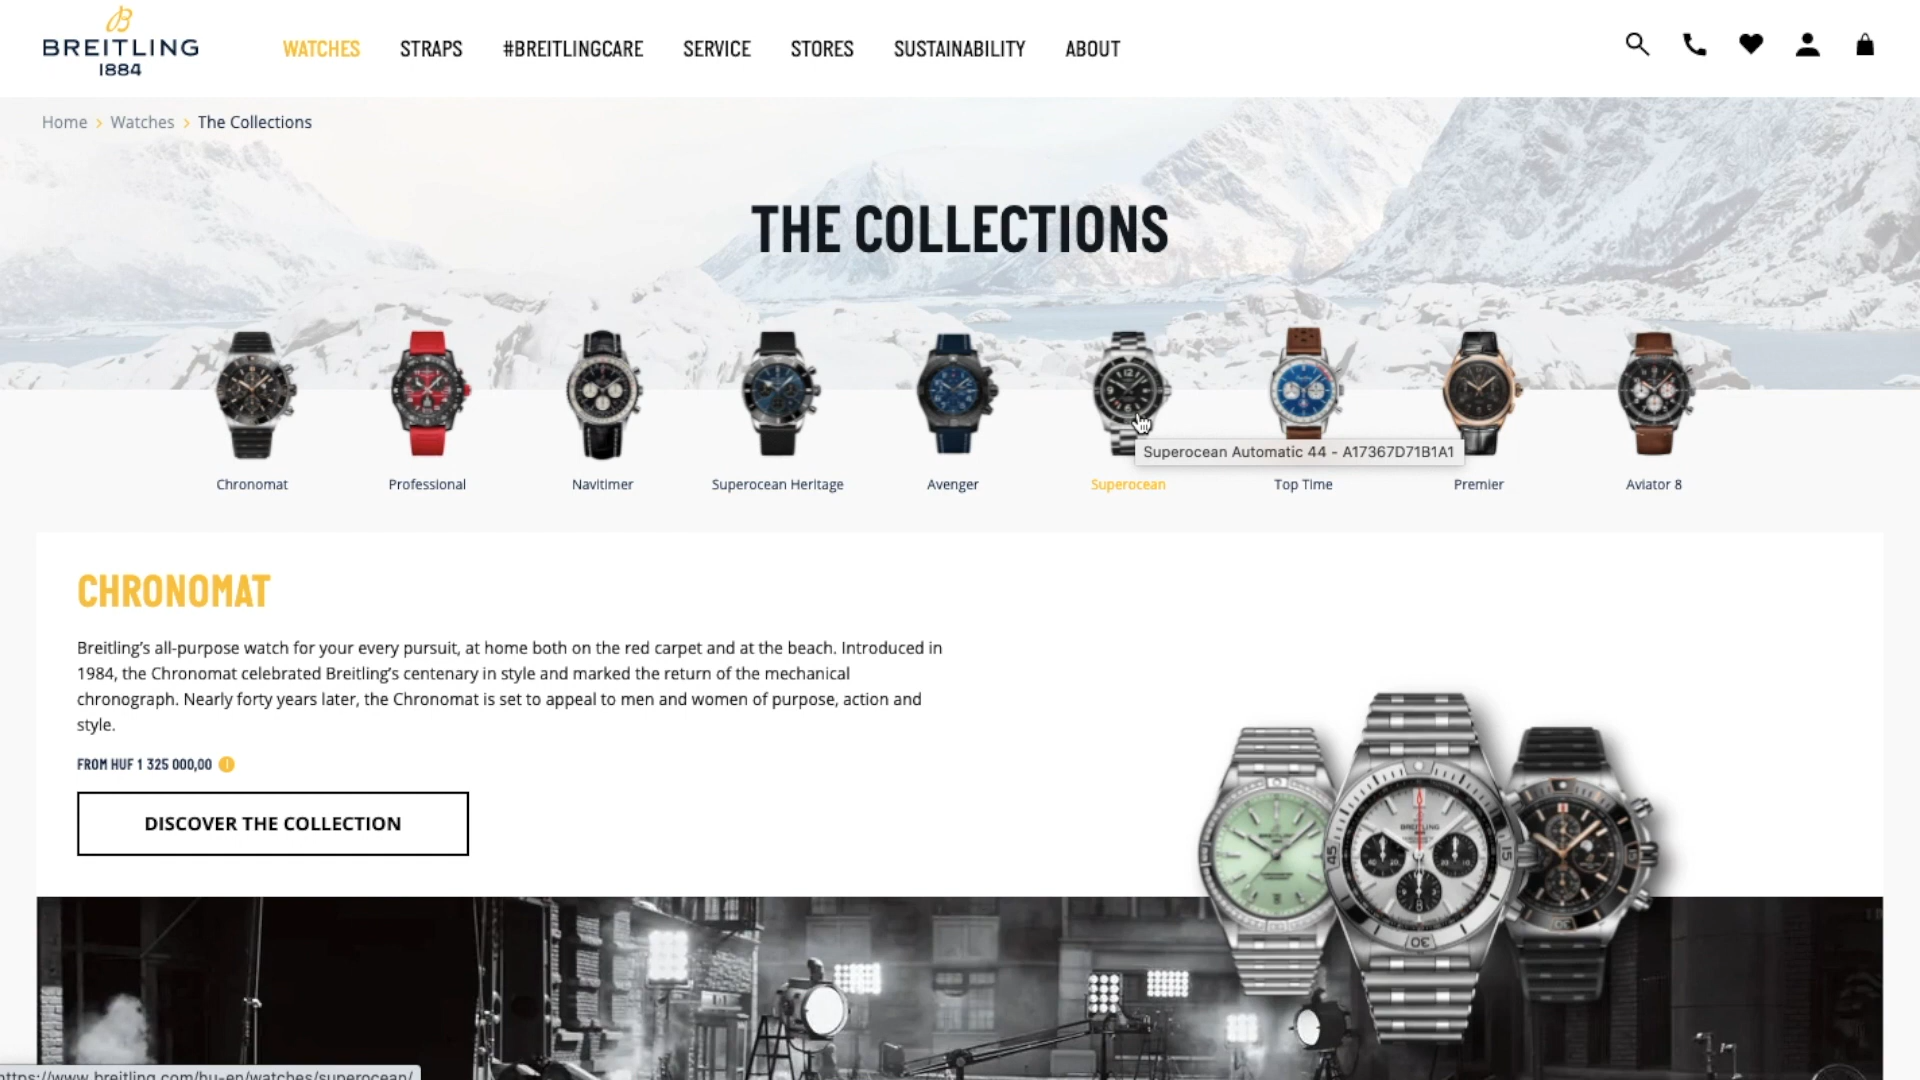 BREITLING
1884
WATCHES
STRAPS
#BREITLINGCARE
SERVICE
STORES
SUSTAINABILITY
ABOUT
Home > Watches > The Collections
THE COLLECTIONS
Superocean Automatic 44 - A17367D71B1A1
Chronomat
Professional
Navitimer
Superocean Heritage
Avenger
Superocean
Top Time
Premier
Aviator 8
CHRONOMAT
Breitling’s all-purpose watch for your every pursuit, at home both on the red carpet and at the beach. Introduced in
1984, the Chronomat celebrated Breitling’s centenary in style and marked the return of the mechanical
chronograph. Nearly forty years later, the Chronomat is set to appeal to men and women of purpose, action and
style.
FROM HUF 1 325 000,00
DISCOVER THE COLLECTION
BREITLING
45
15
30
https://www.breitling.com/hu-en/watches/superocean/